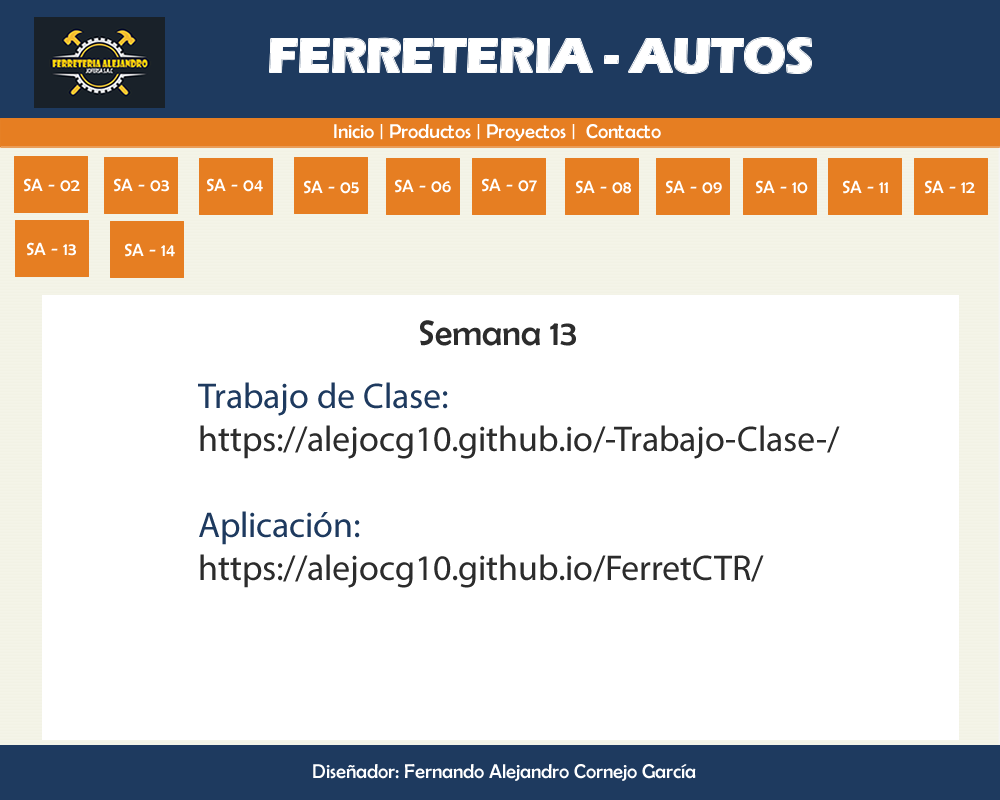 FERRETERIA ALEJANDRO
JOFERSA S.A.C
FERRETERIA - AUTOS
Inicio | Productos | Proyectos | Contacto
SA - 02 SA - 03 SA - 04 SA - 05 SA - 06 SA - 07 SA - 08 SA - 09 SA - 10 SA - 11 SA - 12
SA - 13 SA - 14
Semana 13
Trabajo de Clase:
https://alejocg10.github.io/-Trabajo-Clase-/
Aplicación:
https://alejocg10.github.io/FerretCTR/
Diseñador: Fernando Alejandro Cornejo García